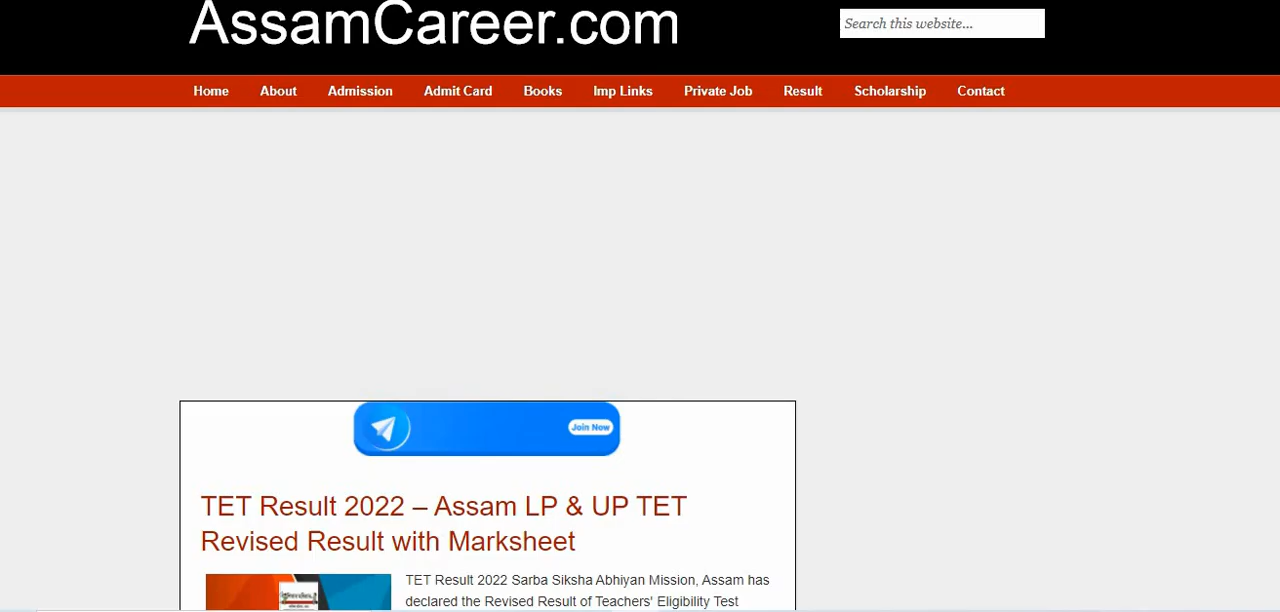 AssamCareer.com
Search this website...
Home About Admission Admit Card Books Imp Links Private Job Result Scholarship Contact
Join Now
TET Result 2022 – Assam LP & UP TET
Revised Result with Marksheet
TET Result 2022 Sarba Siksha Abhiyan Mission, Assam has
declared the Revised Result of Teachers' Eligibility Test